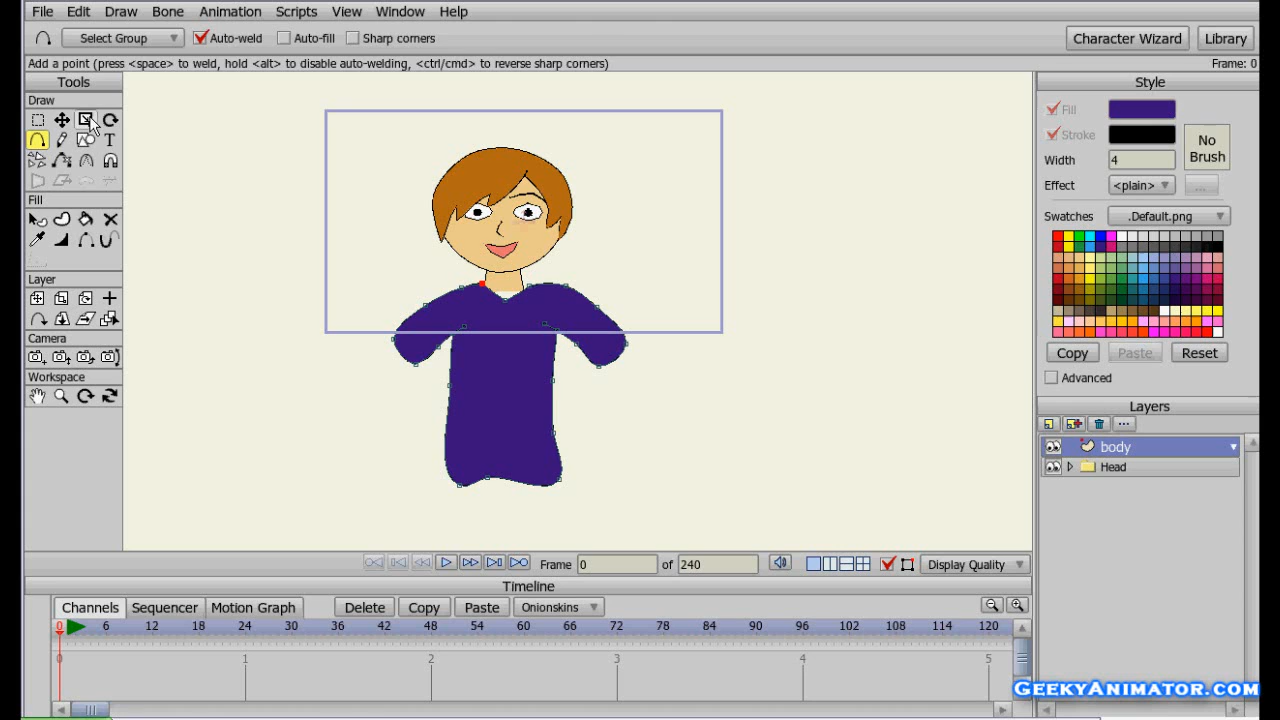 File Edit Draw Bone Animation Scripts View Window Help
Select Group Auto-weld Auto-fill Sharp corners Character Wizard Library
Add a point (press <space> to weld, hold <alt> to disable auto-welding, <ctrl/cmd> to reverse sharp corners) Frame: 0
Tools
Draw
T
Fill
Layer
Camera
Workspace
Style
Fill
Stroke
No
Brush
Width 4
Effect <plain> ...
Swatches .Default.png
Copy Paste Reset
Advanced
Layers
...
body
Head
Frame 0 of 240 Display Quality
Timeline
Channels Sequencer Motion Graph Delete Copy Paste Onionskins
0 6 12 18 24 30 36 42 48 54 60 66 72 78 84 90 96 102 108 114 120
0 1 2 3 4 5
GeekyAnimator.com